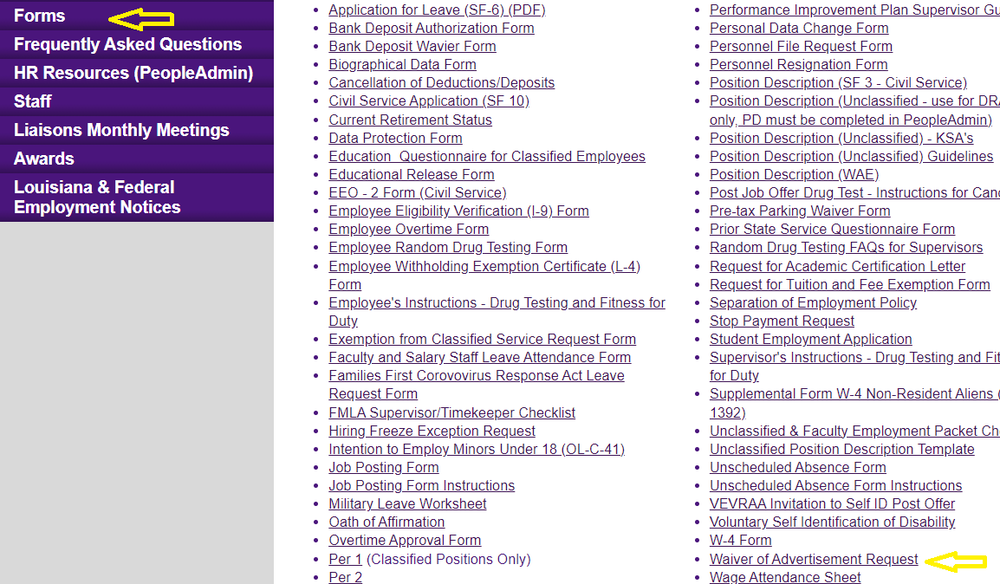 Forms
Frequently Asked Questions
HR Resources (PeopleAdmin)
Staff
Liaisons Monthly Meetings
Awards
Louisiana & Federal
Employment Notices
Application for Leave (SF-6) (PDF)
Bank Deposit Authorization Form
Bank Deposit Wavier Form
Biographical Data Form
Cancellation of Deductions/Deposits
Civil Service Application (SF 10)
Current Retirement Status
Data Protection Form
Education  Questionnaire for Classified Employees
Educational Release Form
EEO - 2 Form (Civil Service)
Employee Eligibility Verification (I-9) Form
Employee Overtime Form
Employee Random Drug Testing Form
Employee Withholding Exemption Certificate (L-4)
Form
Employee's Instructions - Drug Testing and Fitness for
Duty
Exemption from Classified Service Request Form
Faculty and Salary Staff Leave Attendance Form
Families First Corovovirus Response Act Leave
Request Form
FMLA Supervisor/Timekeeper Checklist
Hiring Freeze Exception Request
Intention to Employ Minors Under 18 (OL-C-41)
Job Posting Form
Job Posting Form Instructions
Military Leave Worksheet
Oath of Affirmation
Overtime Approval Form
Per 1 (Classified Positions Only)
Per 2
Performance Improvement Plan Supervisor Gu
Personal Data Change Form
Personnel File Request Form
Personnel Resignation Form
Position Description (SF 3 - Civil Service)
Position Description (Unclassified - use for DRA
only, PD must be completed in PeopleAdmin)
Position Description (Unclassified) - KSA's
Position Description (Unclassified) Guidelines
Position Description (WAE)
Post Job Offer Drug Test - Instructions for Canc
Pre-tax Parking Waiver Form
Prior State Service Questionnaire Form
Random Drug Testing FAQs for Supervisors
Request for Academic Certification Letter
Request for Tuition and Fee Exemption Form
Separation of Employment Policy
Stop Payment Request
Student Employment Application
Supervisor's Instructions - Drug Testing and Fit
for Duty
Supplemental Form W-4 Non-Resident Aliens (
1392)
Unclassified & Faculty Employment Packet Ch
Unclassified Position Description Template
Unscheduled Absence Form
Unscheduled Absence Form Instructions
VEVRAA Invitation to Self ID Post Offer
Voluntary Self Identification of Disability
W-4 Form
Waiver of Advertisement Request
Wage Attendance Sheet